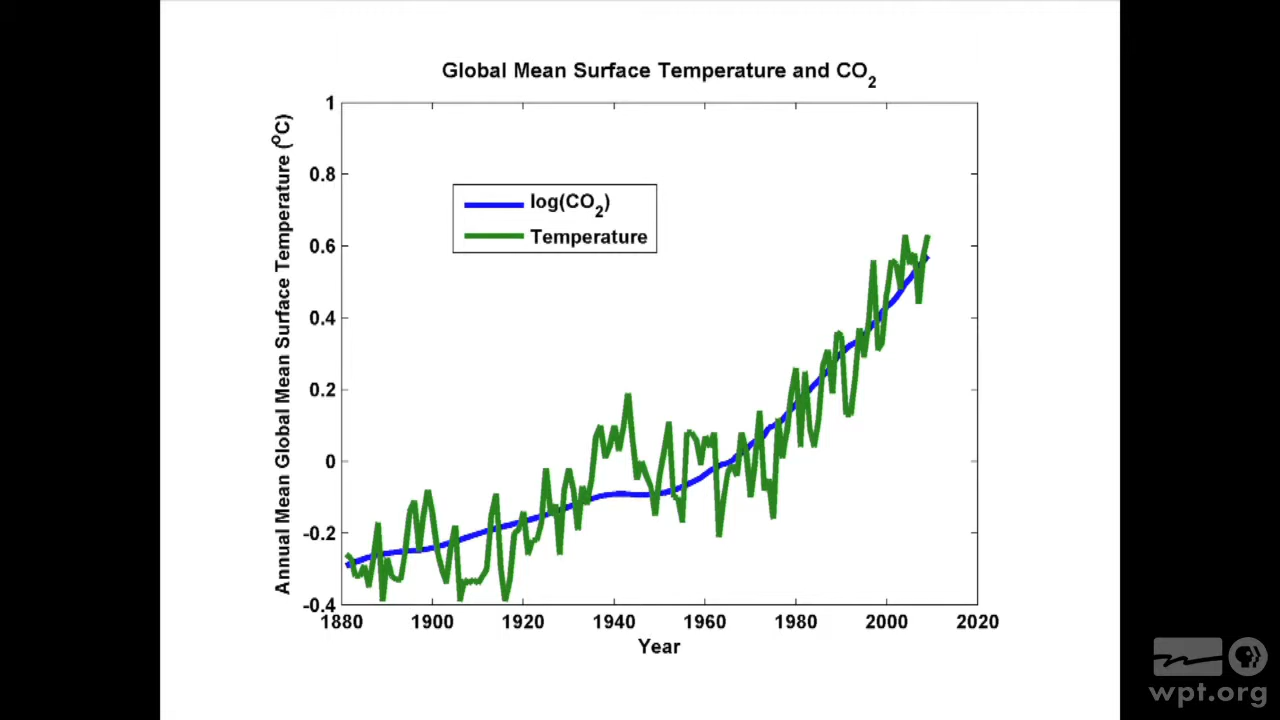 Global Mean Surface Temperature and CO2
Annual Mean Global Mean Surface Temperature (oC)
1
0.8
0.6
0.4
0.2
0
-0.2
-0.4
log(CO2)
Temperature
1880 1900 1920 1940 1960 1980 2000 2020
Year
wpt.org